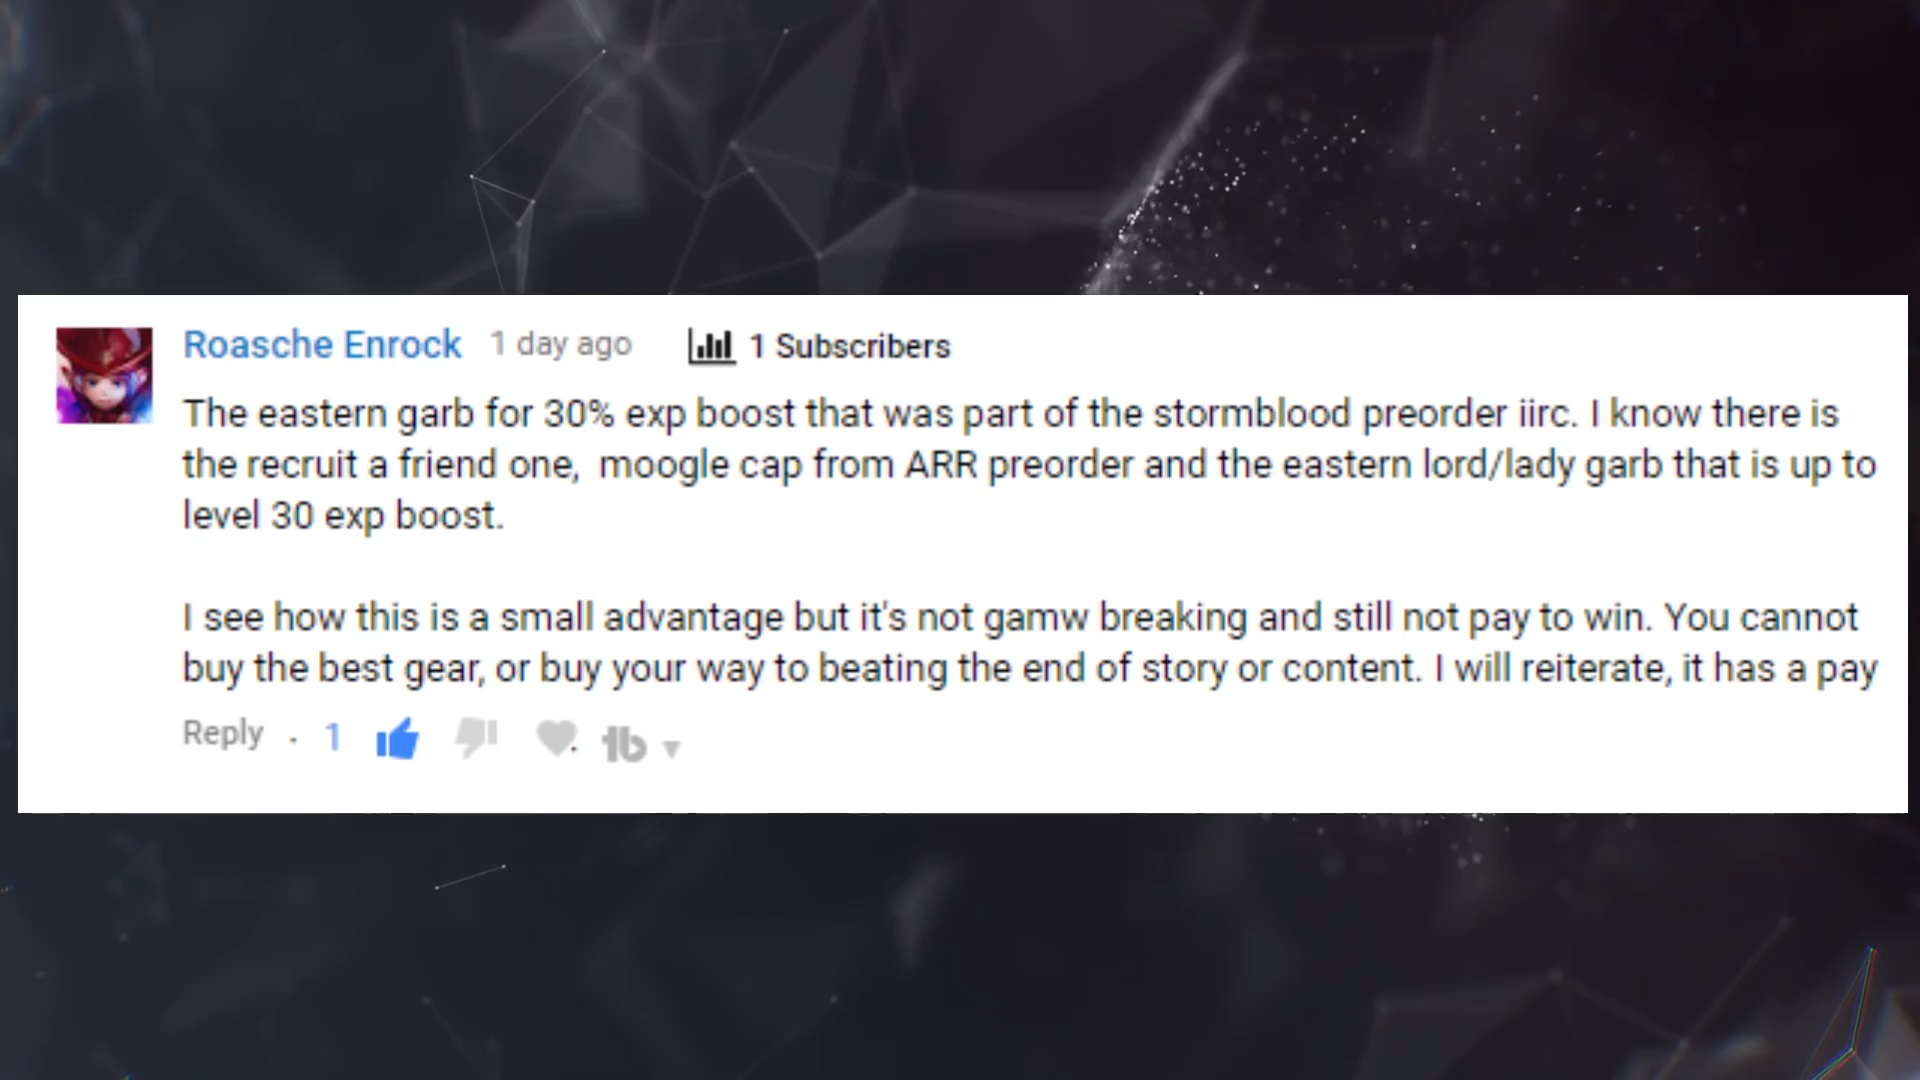 Roasche Enrock 1 day ago 1 Subscribers
The eastern garb for 30% exp boost that was part of the stormblood preorder iirc. I know there is
the recruit a friend one,  moogle cap from ARR preorder and the eastern lord/lady garb that is up to
level 30 exp boost.
I see how this is a small advantage but it's not gamw breaking and still not pay to win. You cannot
buy the best gear, or buy your way to beating the end of story or content. I will reiterate, it has a pay
Reply · 1 tb